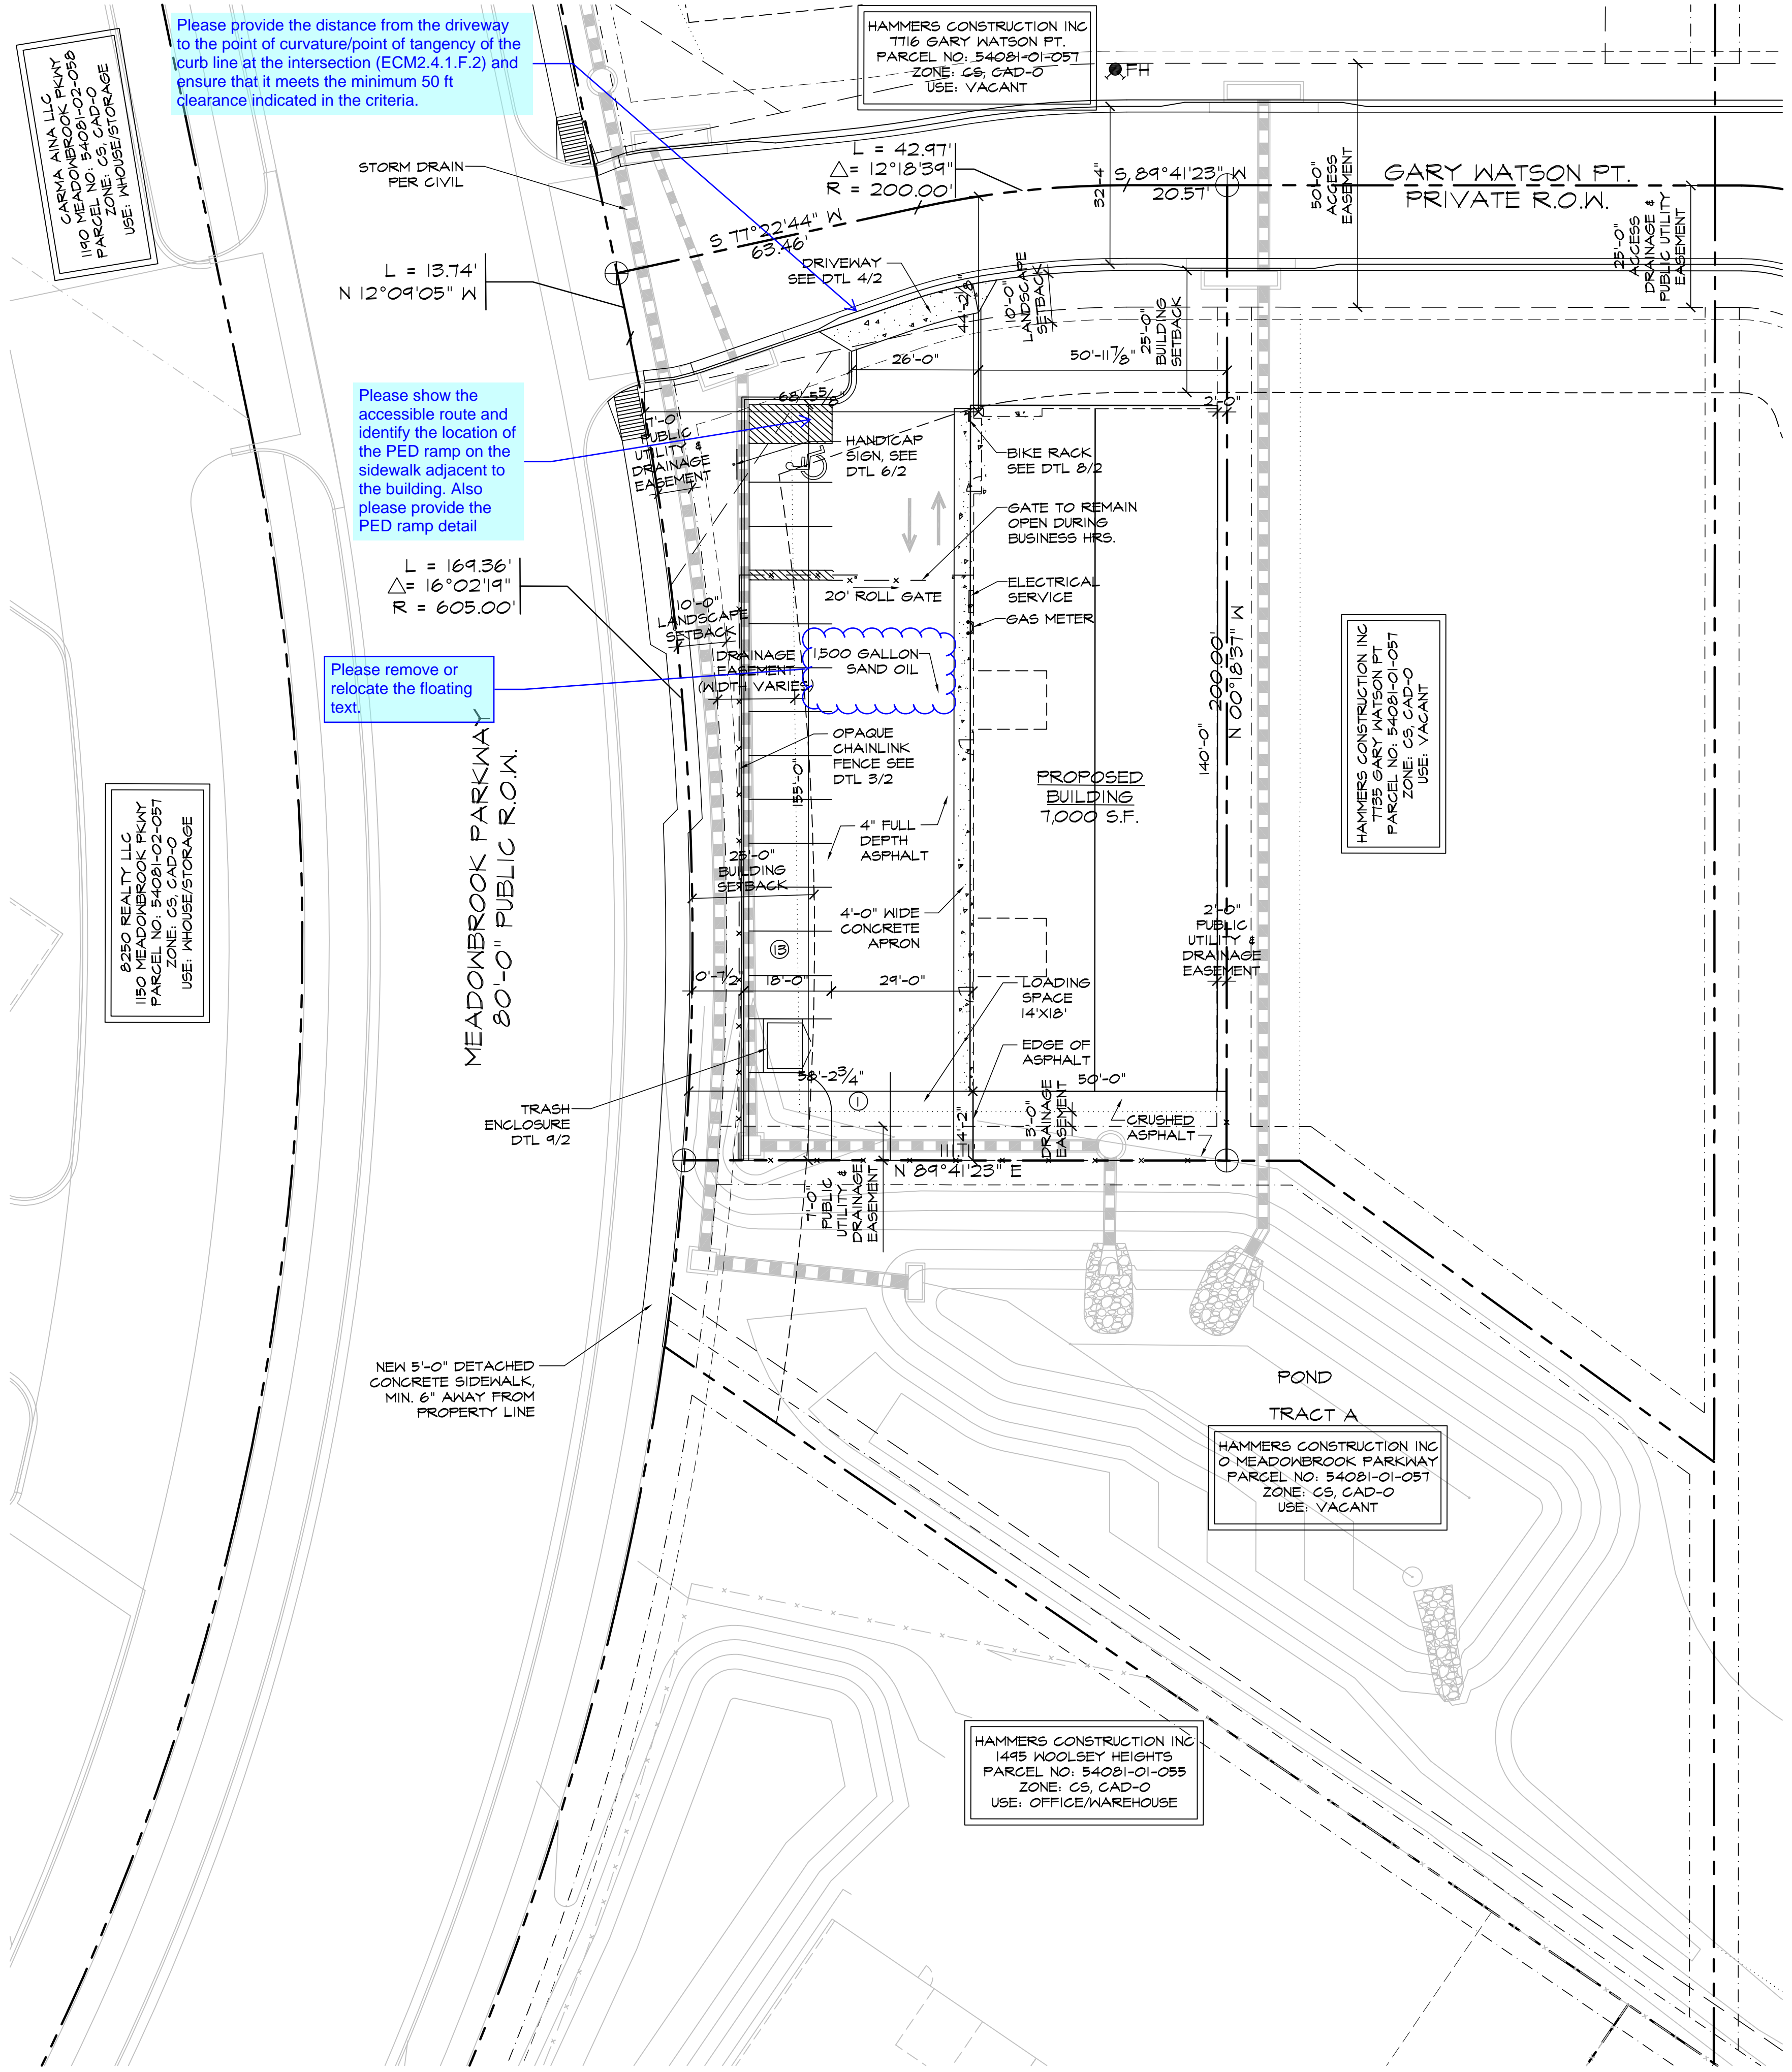 Please provide the distance from the driveway
to the point of curvature/point of tangency of the
curb line at the intersection (ECM2.4.1.F.2) and
ensure that it meets the minimum 50 ft
clearance indicated in the criteria.
HAMMERS CONSTRUCTION INC
7716 GARY WATSON PT.
PARCEL NO: 54081-01-057
ZONE: CS, CAD-O
USE: VACANT
FH
CARMA AINA LLC
1190 MEADOWBROOK PKWY
PARCEL NO: 54081-02-058
ZONE: CS, CAD-O
USE: WHOUSE/STORAGE
STORM DRAIN
PER CIVIL
L = 42.97'
△= 12°18'39"
R = 200.00'
S 89°41'23" W
20.57'
32'-4"
50'-0"
ACCESS
EASEMENT
GARY WATSON PT.
PRIVATE R.O.W.
25'-0"
ACCESS
DRAINAGE &
PUBLIC UTILITY
EASEMENT
S 77°22'44" W
63.46'
L = 13.74'
N 12°09'05" W
DRIVEWAY
SEE DTL 4/2
44'-2/8"
10'-0"
LANDSCAPE
SETBACK
25'-0"
BUILDING
SETBACK
26'-0"
50'-11 7/8"
Please show the
accessible route and
identify the location of
the PED ramp on the
sidewalk adjacent to
the building. Also
please provide the
PED ramp detail
68'-5 5/8"
2'-0"
7'-0"
PUBLIC
UTILITY &
DRAINAGE
EASEMENT
HANDICAP
SIGN, SEE
DTL 6/2
BIKE RACK
SEE DTL 8/2
GATE TO REMAIN
OPEN DURING
BUSINESS HRS.
L = 169.36'
△= 16°02'19"
R = 605.00'
20' ROLL GATE
ELECTRICAL
SERVICE
GAS METER
10'-0"
LANDSCAPE
SETBACK
DRAINAGE
EASEMENT
(WIDTH VARIES)
1,500 GALLON
SAND OIL
Please remove or
relocate the floating
text.
200.00'
N 00°18'37" W
140'-0"
HAMMERS CONSTRUCTION INC
7735 GARY WATSON PT
PARCEL NO: 54081-01-057
ZONE: CS, CAD-O
USE: VACANT
OPAQUE
CHAINLINK
FENCE SEE
DTL 3/2
155'-0"
PROPOSED
BUILDING
7,000 S.F.
MEADOWBROOK PARKWAY
80'-0" PUBLIC R.O.W.
8250 REALTY LLC
1150 MEADOWBROOK PKWY
PARCEL NO: 54081-02-057
ZONE: CS, CAD-O
USE: WHOUSE/STORAGE
4" FULL
DEPTH
ASPHALT
25'-0"
BUILDING
SETBACK
4'-0" WIDE
CONCRETE
APRON
2'-0"
PUBLIC
UTILITY &
DRAINAGE
EASEMENT
13
0'-7/2"
18'-0"
29'-0"
LOADING
SPACE
14'X18'
EDGE OF
ASPHALT
58'-2 3/4"
50'-0"
1
TRASH
ENCLOSURE
DTL 9/2
14'-2"
3'-0"
DRAINAGE
EASEMENT
CRUSHED
ASPHALT
N 89°41'23" E
7'-0"
PUBLIC
UTILITY &
DRAINAGE
EASEMENT
NEW 5'-0" DETACHED
CONCRETE SIDEWALK,
MIN. 6" AWAY FROM
PROPERTY LINE
POND
TRACT A
HAMMERS CONSTRUCTION INC
0 MEADOWBROOK PARKWAY
PARCEL NO: 54081-01-057
ZONE: CS, CAD-O
USE: VACANT
HAMMERS CONSTRUCTION INC
1495 WOOLSEY HEIGHTS
PARCEL NO: 54081-01-055
ZONE: CS, CAD-O
USE: OFFICE/WAREHOUSE